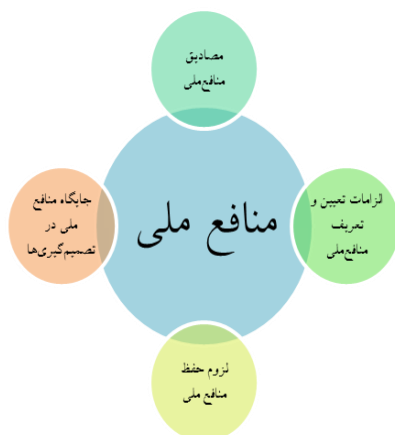 مصادیق
منافع‌ملی
لزامات تعیین و
تعریف
منافع‌ملی
منافع ملی
جایگاه منافع
ملی در
تصمیم‌گیری‌ها
لزوم حفظ
منافع ملی